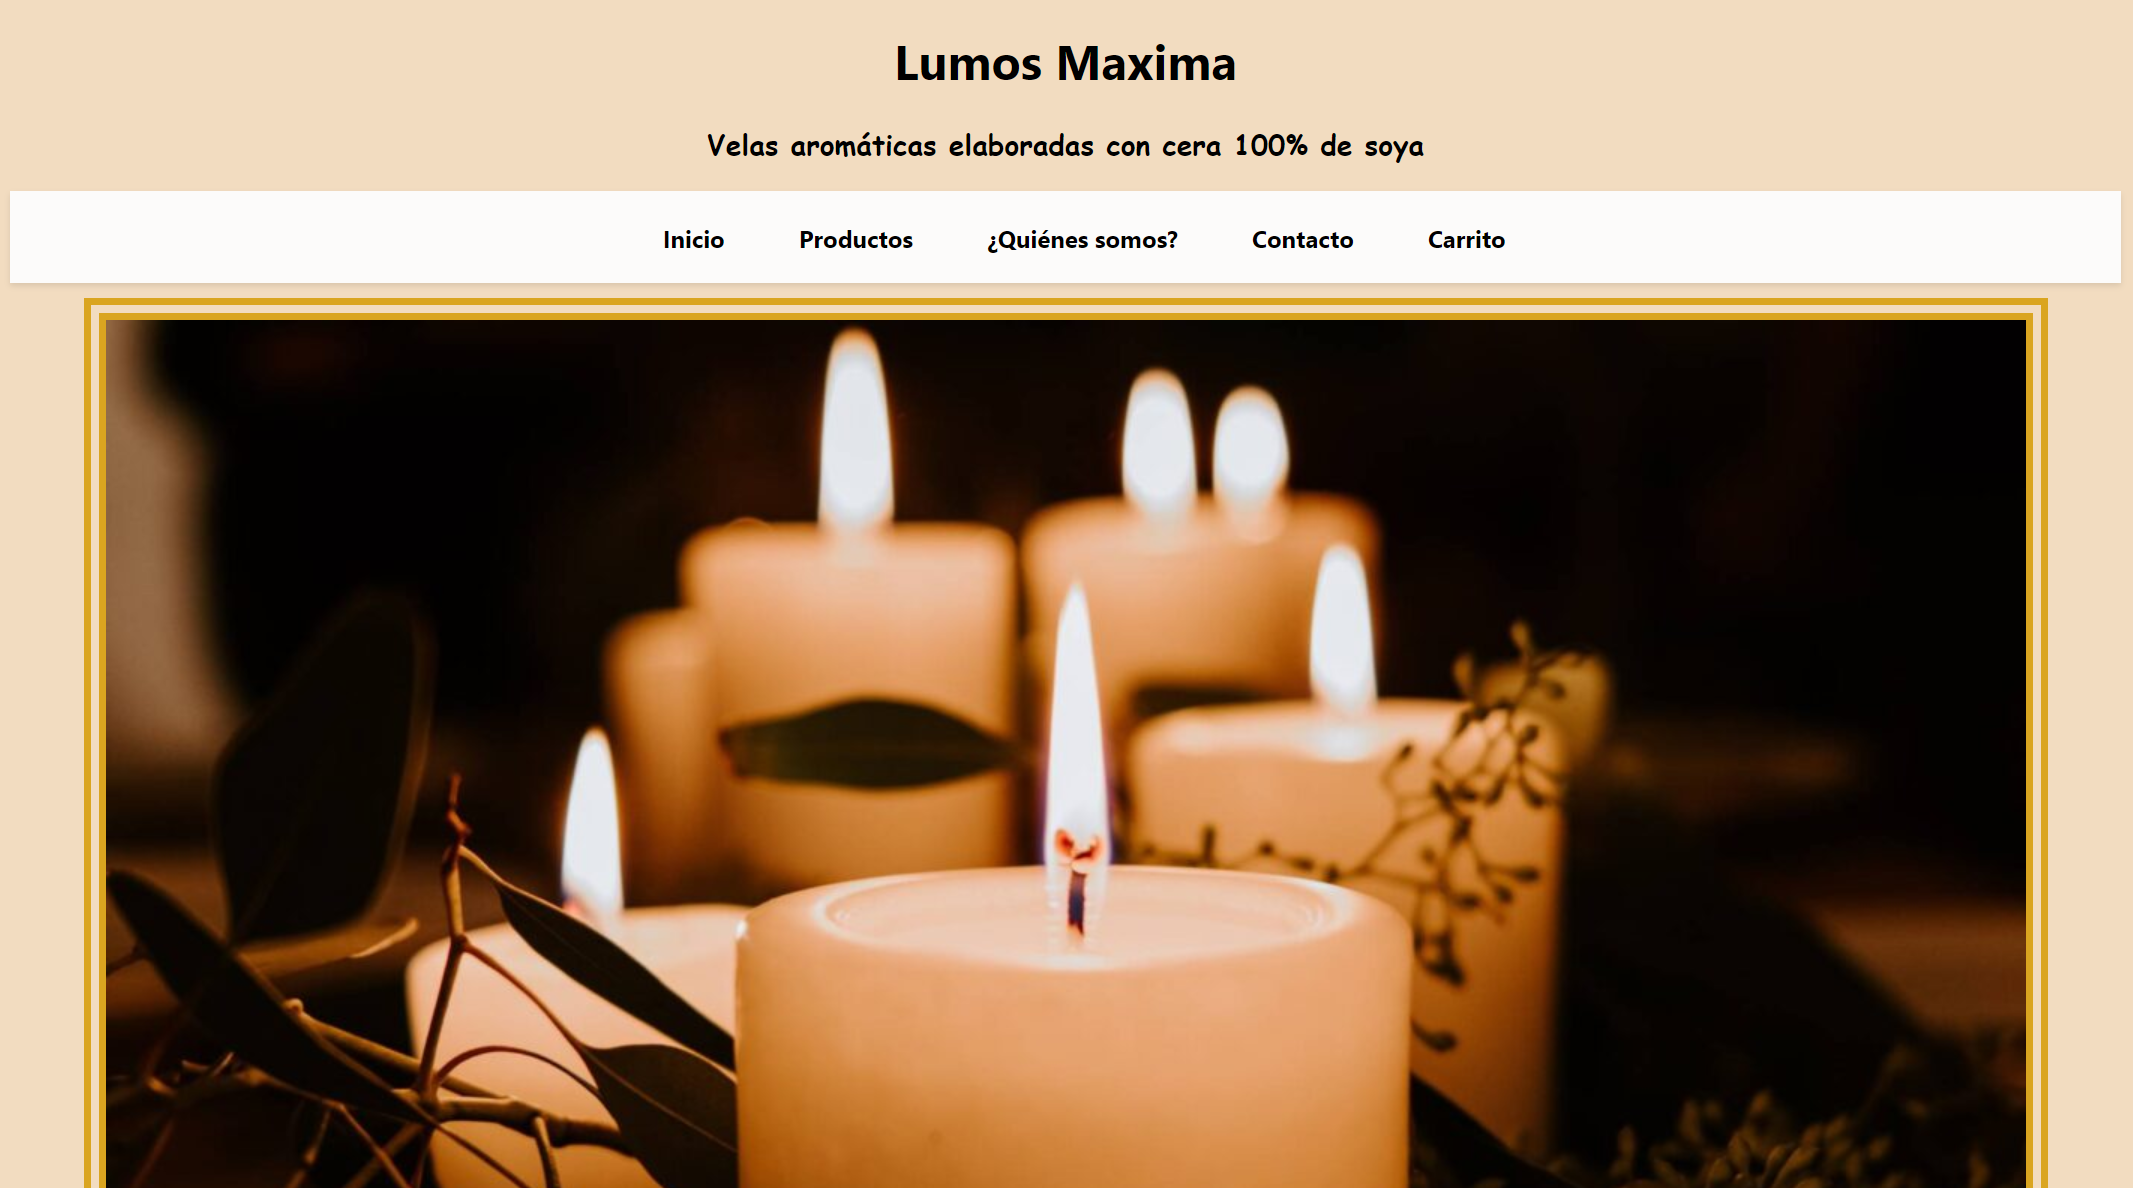 Lumos Maxima
Velas aromáticas elaboradas con cera 100% de soya
Inicio Productos ¿Quiénes somos? Contacto Carrito